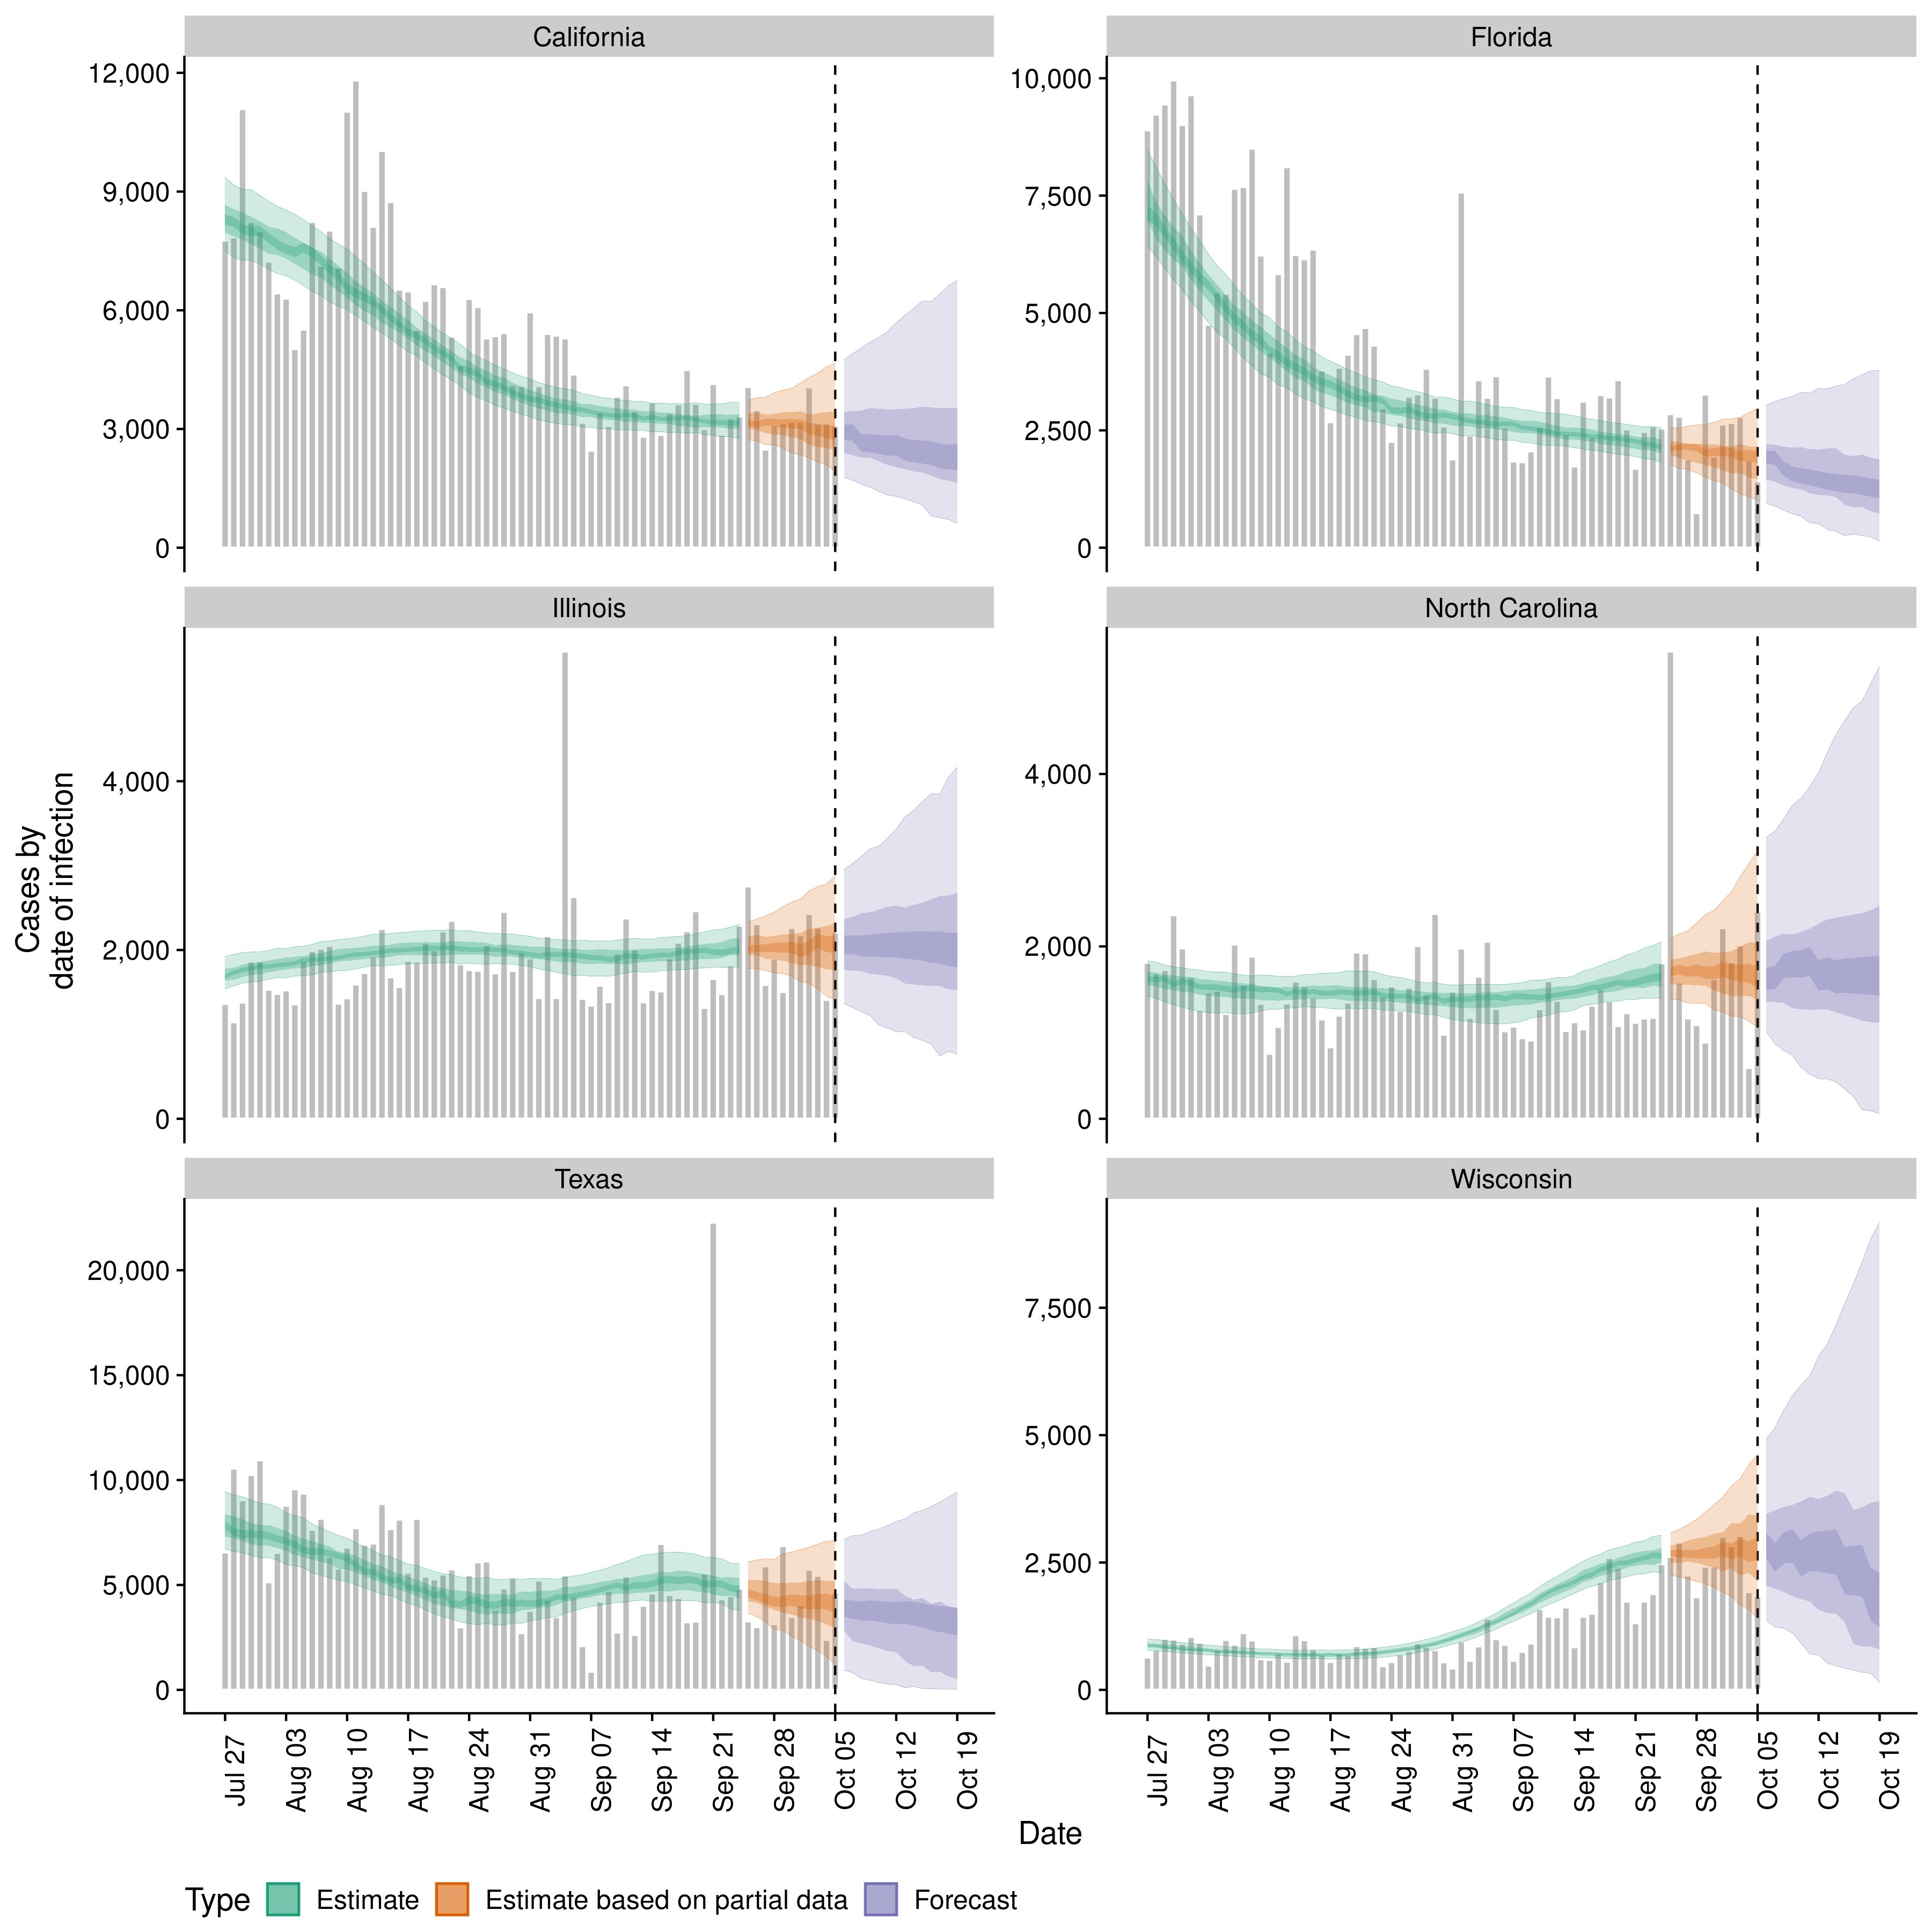 California
Florida
12,000
9,000
6,000
3,000
0
10,000
7,500
5,000
2,500
0
Illinois
North Carolina
4,000
2,000
0
4,000
2,000
0
Texas
Wisconsin
20,000
15,000
10,000
5,000
0
7,500
5,000
2,500
0
Cases by
date of infection
Jul 27
Aug 03
Aug 10
Aug 17
Aug 24
Aug 31
Sep 07
Sep 14
Sep 21
Sep 28
Oct 05
Oct 12
Oct 19
Jul 27
Aug 03
Aug 10
Aug 17
Aug 24
Aug 31
Sep 07
Sep 14
Sep 21
Sep 28
Oct 05
Oct 12
Oct 19
Date
Type Estimate Estimate based on partial data Forecast